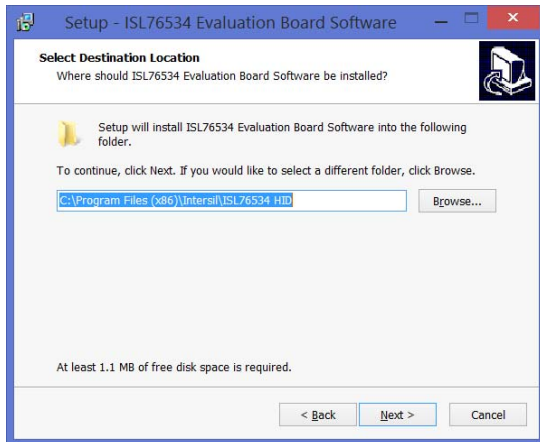 Setup - ISL76534 Evaluation Board Software
Select Destination Location
Where should ISL76534 Evaluation Board Software be installed?
Setup will install ISL76534 Evaluation Board Software into the following
folder.
To continue, click Next. If you would like to select a different folder, click Browse.
C:\Program Files (x86)\Intersil\ISL76534 HID
Browse...
At least 1.1 MB of free disk space is required.
< Back
Next >
Cancel